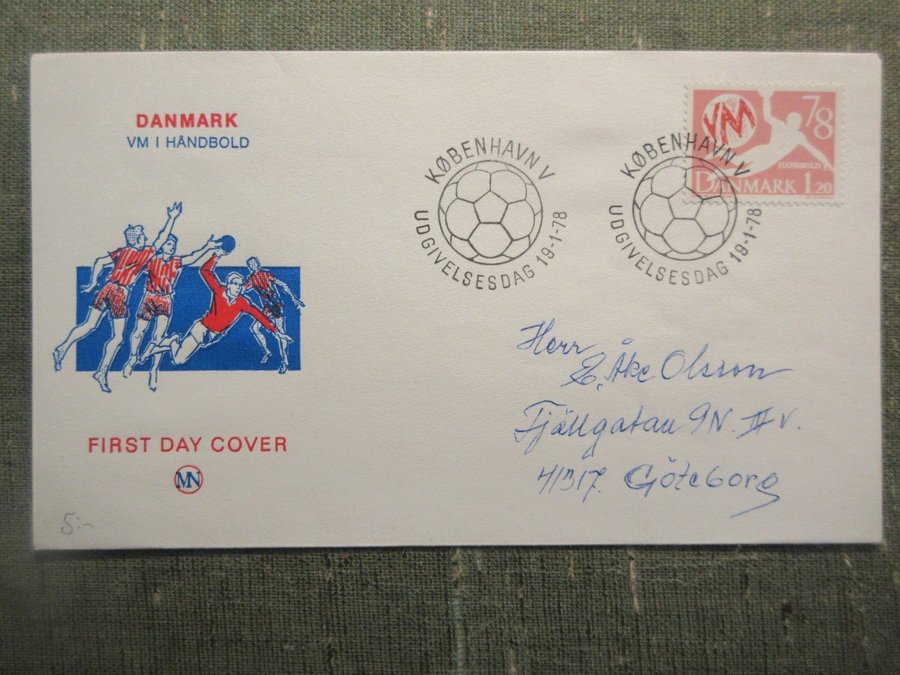 DANMARK
VM I HÅNDBOLD
FIRST DAY COVER
MN
5:-
KØBENHAVN V
UDGIVELSESDAG 19-1-78
KØBENHAVN V
UDGIVELSESDAG 19-1-78
VM 78
HÅNDBOLD
DANMARK 1.20
Herr
E. Åke Olsson
Fjällgatan 9N. II v.
41317. Göteborg